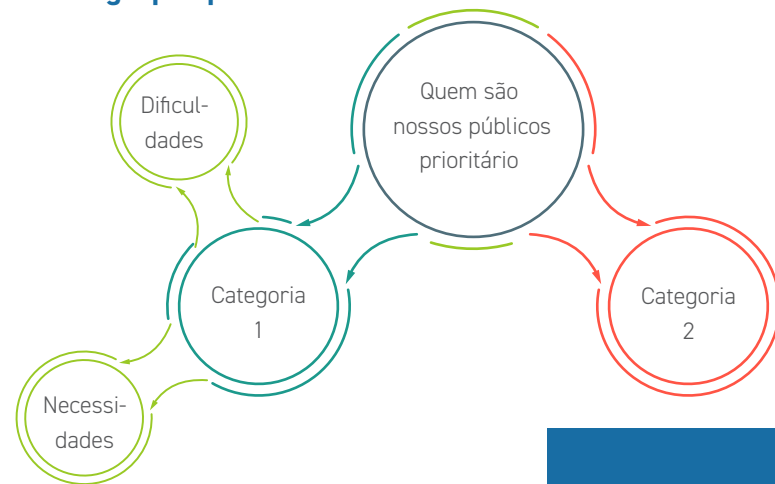 Quem são
nossos públicos
prioritário
Dificul-
dades
Categoria
1
Categoria
2
Necessi-
dades